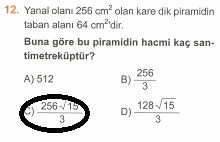 12. Yanal olanı 256 cm² olan kare dik piramidin
taban alanı 64 cm²'dir.
Buna göre bu piramidin hacmi kaç san-
timetreküptür?
A) 512 B) 256/3
C) 256√15/3 D) 128√15/3